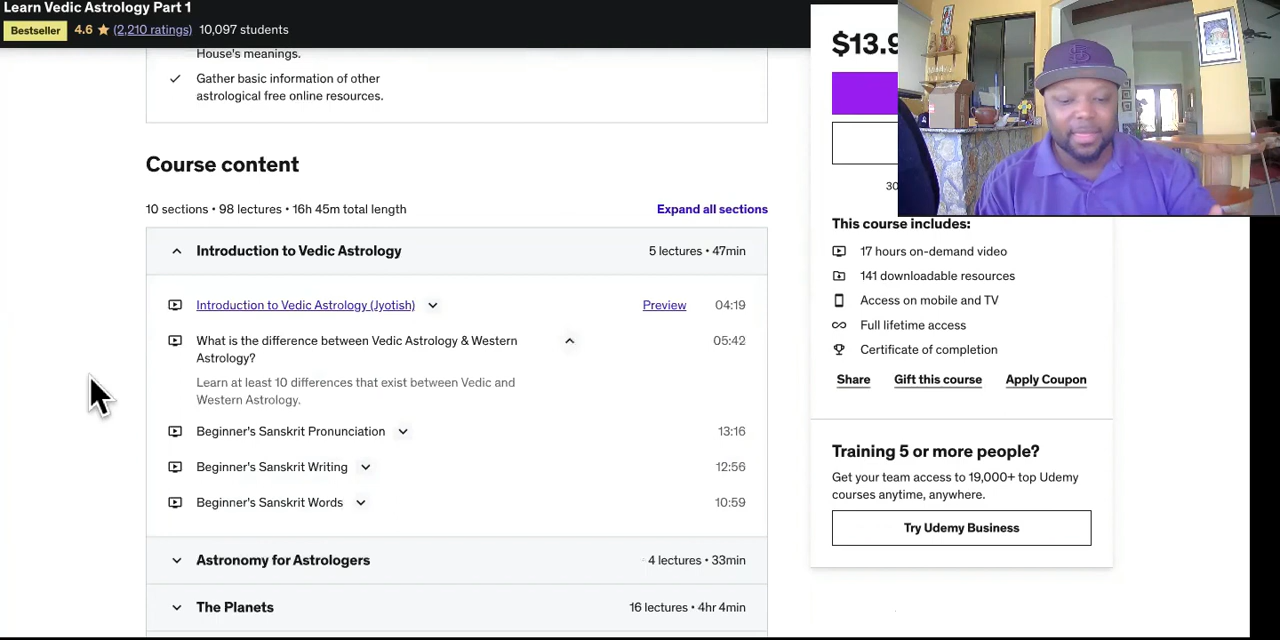 Learn Vedic Astrology Part 1
Bestseller 4.6 (2,210 ratings) 10,097 students
House's meanings.
Gather basic information of other
astrological free online resources.
Course content
10 sections • 98 lectures • 16h 45m total length Expand all sections
Introduction to Vedic Astrology 5 lectures • 47min
Introduction to Vedic Astrology (Jyotish) Preview 04:19
What is the difference between Vedic Astrology & Western 05:42
Astrology?
Learn at least 10 differences that exist between Vedic and
Western Astrology.
Beginner's Sanskrit Pronunciation 13:16
Beginner's Sanskrit Writing 12:56
Beginner's Sanskrit Words 10:59
Astronomy for Astrologers 4 lectures • 33min
The Planets 16 lectures • 4hr 4min
$13.9
30
This course includes:
17 hours on-demand video
141 downloadable resources
Access on mobile and TV
Full lifetime access
Certificate of completion
Share Gift this course Apply Coupon
Training 5 or more people?
Get your team access to 19,000+ top Udemy
courses anytime, anywhere.
Try Udemy Business